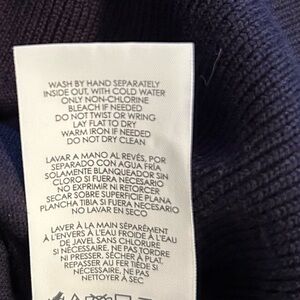 WASH BY HAND SEPARATELY
INSIDE OUT, WITH COLD WATER
ONLY NON-CHLORINE
BLEACH IF NEEDED
DO NOT TWIST OR WRING
LAY FLAT TO DRY
WARM IRON IF NEEDED
DO NOT DRY CLEAN
LAVAR A MANO AL REVÉS, POR
SEPARADO CON AGUA FRIA
SOLAMENTE BLANQUEADOR SIN
CLORO SI FUERA NECESARIO
NO EXPRIMIR NI RETORCER
SECAR SOBRE SUPERFICIE PLANA
PLANCHA TIBIA SI FUERA NECESARIO
NO LAVAR EN SECO
LAVER À LA MAIN SÉPARÉMENT
À L'ENVERS À L'EAU FROIDE À L'EAU
DE JAVEL SANS CHLORURE
SI NÉCESSAIRE, NE PAS TORDRE
NI PRESSER, SÉCHER À PLAT,
REPASSER AU FER TIÈDE SI
NÉCESSAIRE, NE PAS
NETTOYER À SEC